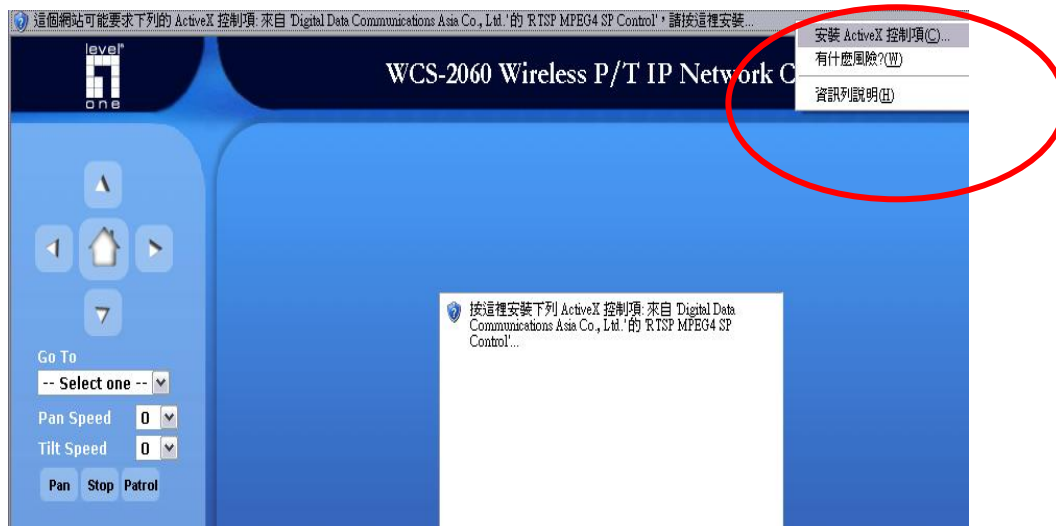 這個網站可能要求下列的 ActiveX 控制項: 來自 'Digital Data Communications Asia Co., Ltd.'的 'RTSP MPEG4 SP Control'，請按這裡安裝...
安裝 ActiveX 控制項(C)...
有什麼風險?(W)
資訊列說明(H)
level
one
WCS-2060 Wireless P/T IP Network C
按這裡安裝下列 ActiveX 控制項: 來自 'Digital Data
Communications Asia Co., Ltd.'的 'RTSP MPEG4 SP
Control'...
Go To
-- Select one --
Pan Speed 0
Tilt Speed 0
Pan Stop Patrol